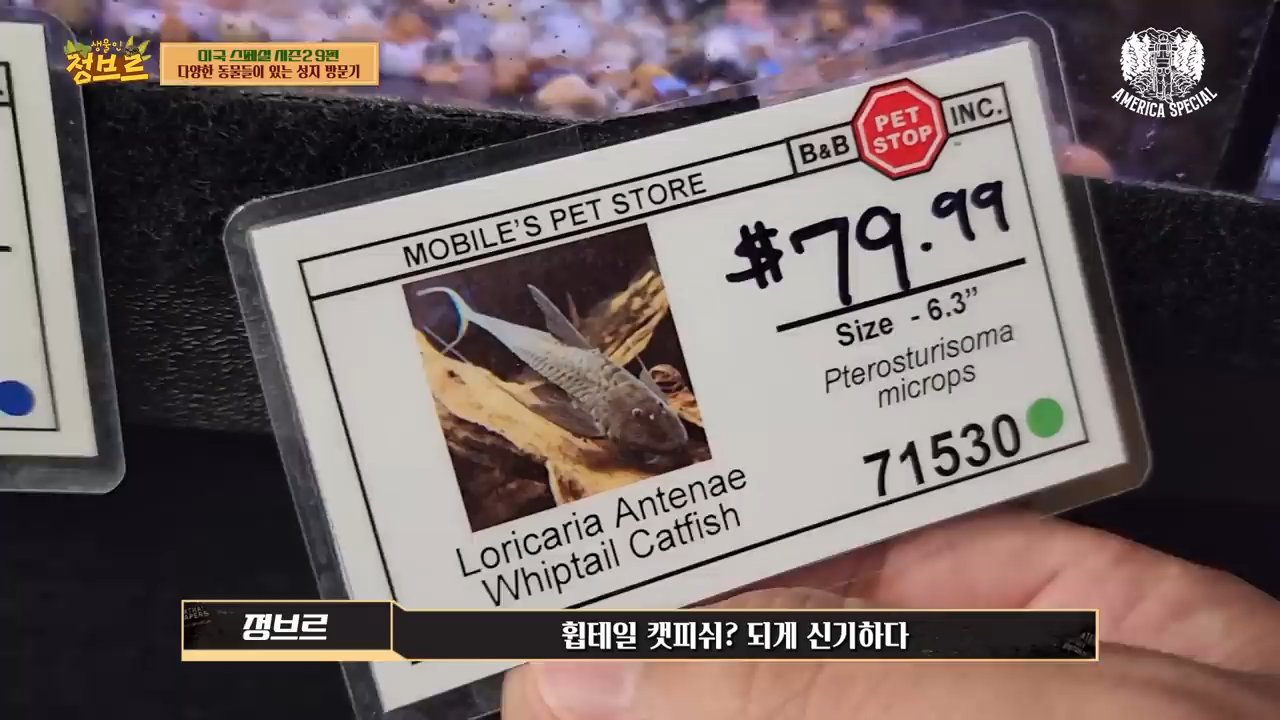 생물인
정브르
미국 스페셜 시즌2 9편
다양한 동물들이 있는 성지 방문기
AMERICA SPECIAL
B&B PET STOP INC.
MOBILE'S PET STORE
$79.99
Size - 6.3”
Pterosturisoma
microps
71530
Loricaria Antenae
Whiptail Catfish
정브르
휩테일 캣피쉬? 되게 신기하다